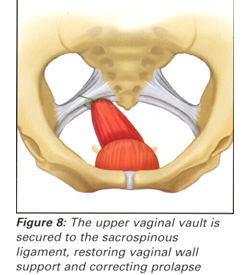 Figure 8: The upper vaginal vault is
secured to the sacrospinous
ligament, restoring vaginal wall
support and correcting prolapse